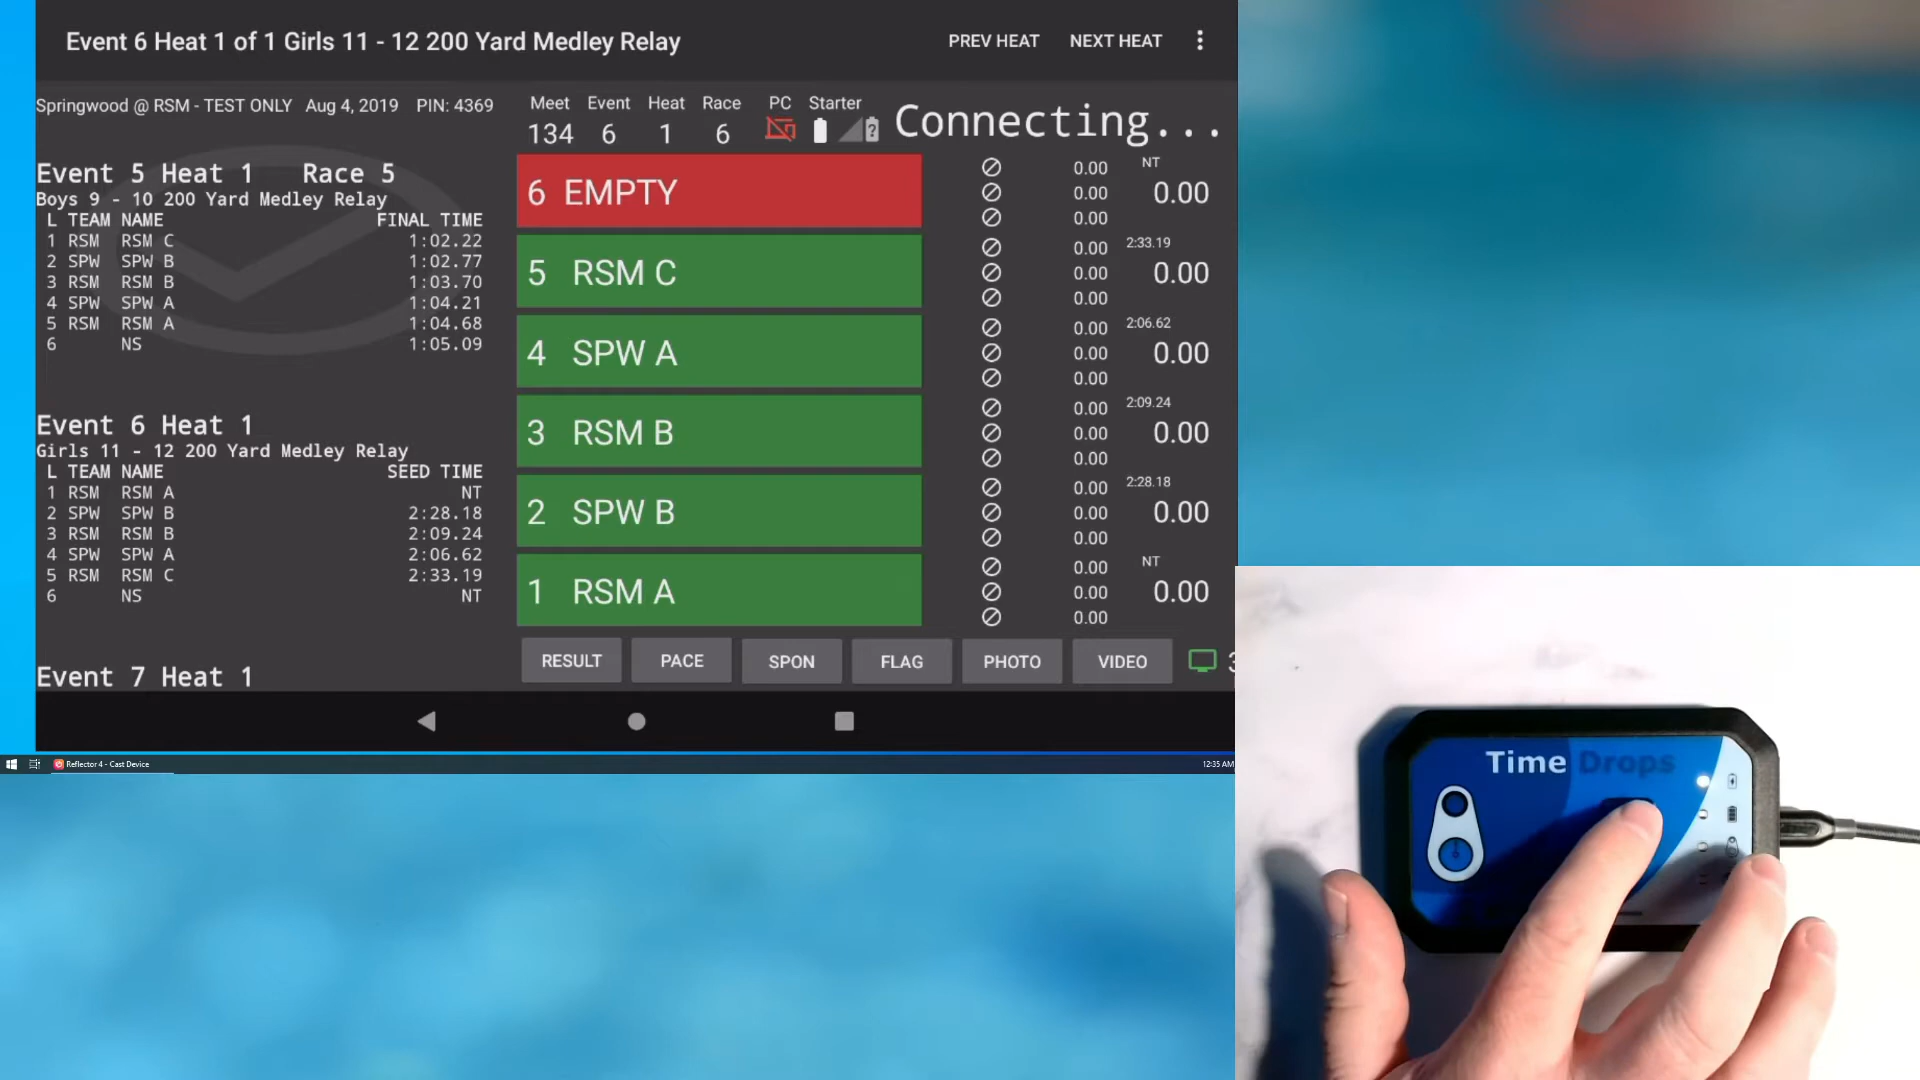 Event 6 Heat 1 of 1 Girls 11 - 12 200 Yard Medley Relay
PREV HEAT NEXT HEAT
Springwood @ RSM - TEST ONLY Aug 4, 2019 PIN: 4369
Meet Event Heat Race PC Starter
134 6 1 6
Connecting...
Event 5 Heat 1 Race 5
Boys 9 - 10 200 Yard Medley Relay
L TEAM NAME FINAL TIME
1 RSM RSM C 1:02.22
2 SPW SPW B 1:02.77
3 RSM RSM B 1:03.70
4 SPW SPW A 1:04.21
5 RSM RSM A 1:04.68
6 NS 1:05.09
Event 6 Heat 1
Girls 11 - 12 200 Yard Medley Relay
L TEAM NAME SEED TIME
1 RSM RSM A NT
2 SPW SPW B 2:28.18
3 RSM RSM B 2:09.24
4 SPW SPW A 2:06.62
5 RSM RSM C 2:33.19
6 NS NT
Event 7 Heat 1
6 EMPTY
0.00
0.00
0.00
NT
0.00
5 RSM C
0.00
0.00
0.00
2:33.19
0.00
4 SPW A
0.00
0.00
0.00
2:06.62
0.00
3 RSM B
0.00
0.00
0.00
2:09.24
0.00
2 SPW B
0.00
0.00
0.00
2:28.18
0.00
1 RSM A
0.00
0.00
0.00
NT
0.00
RESULT PACE SPON FLAG PHOTO VIDEO
Reflector 4 - Cast Device
12:35 AM
Time Drops